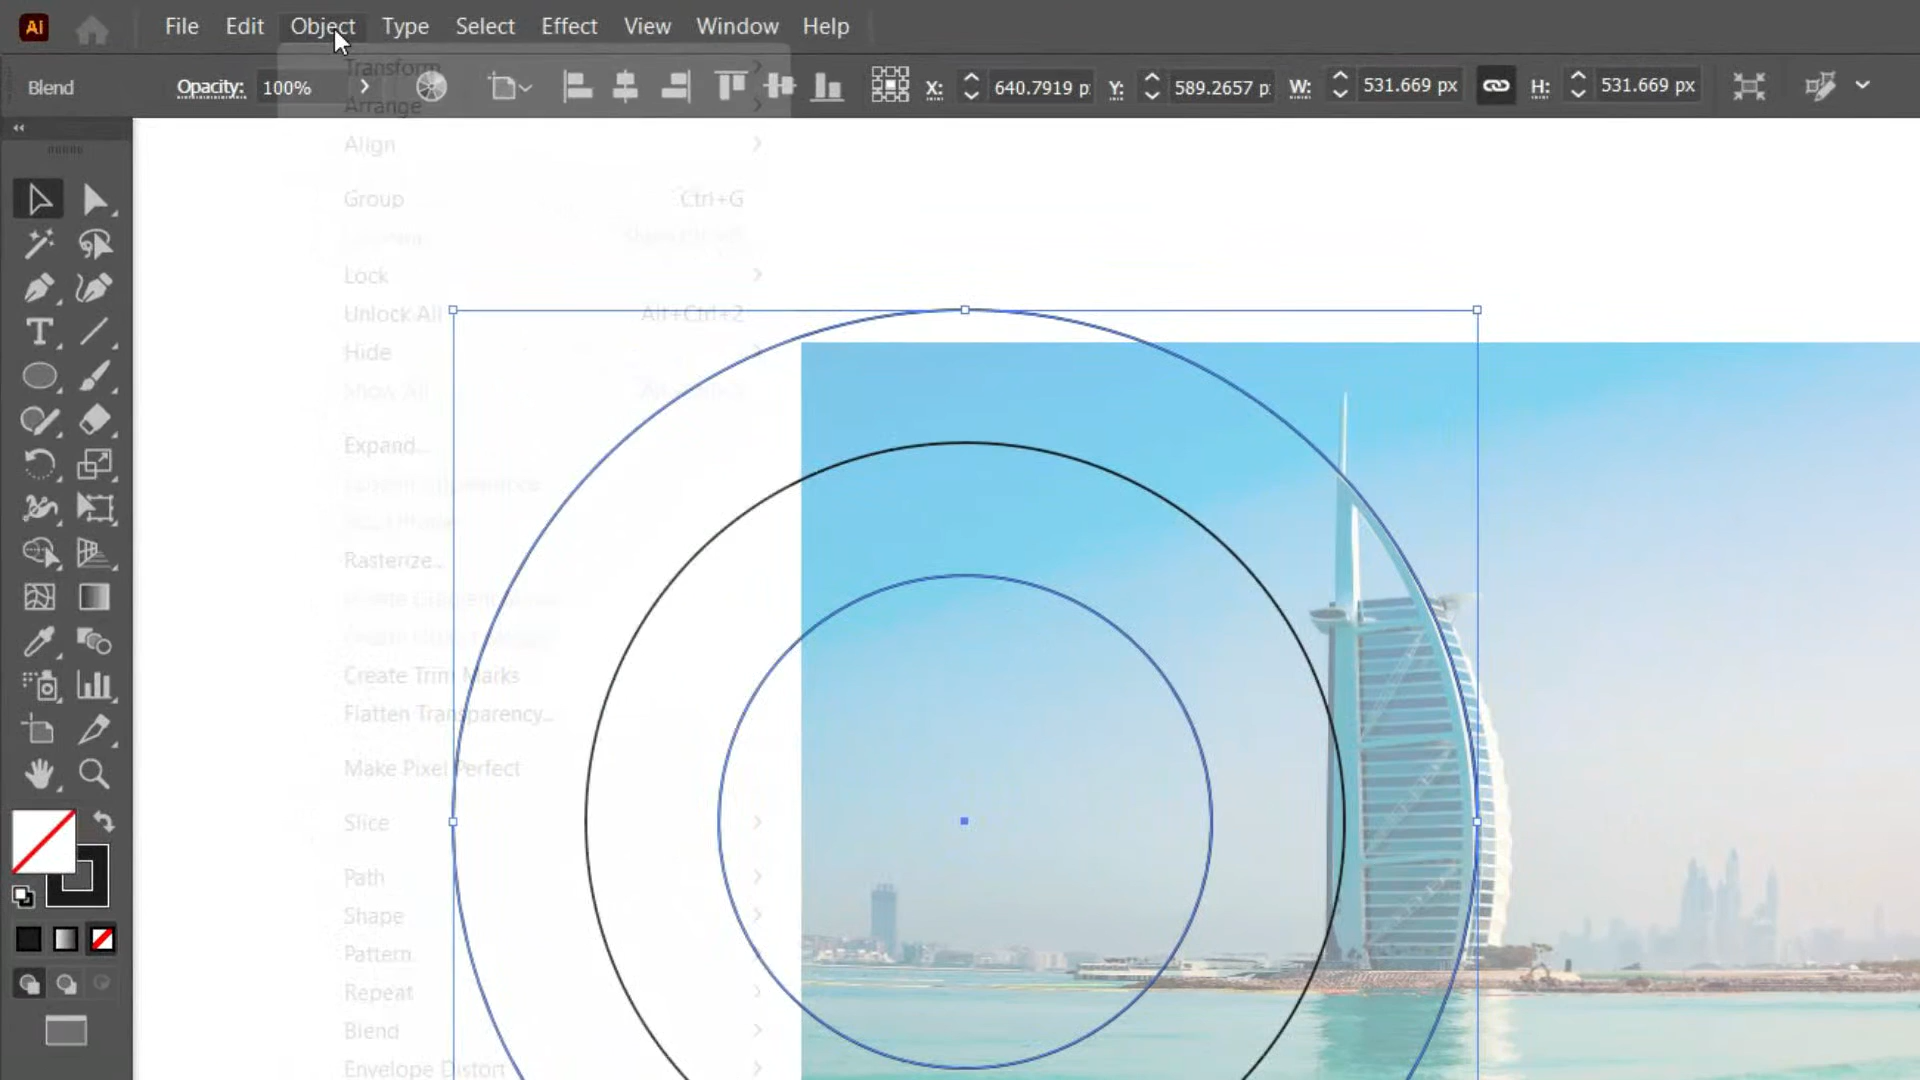 Ai File Edit Object Type Select Effect View Window Help
Blend Opacity: 100% X: 640.7919 p Y: 589.2657 p W: 531.669 px H: 531.669 px
Transform
Arrange
Align
Group Ctrl+G
Lock
Unlock All Alt+Ctrl+2
Hide
Show All
Expand...
Rasterize...
Create Trim Marks
Flatten Transparency...
Make Pixel Perfect
Slice
Path
Shape
Pattern
Repeat
Blend
Envelope Distort